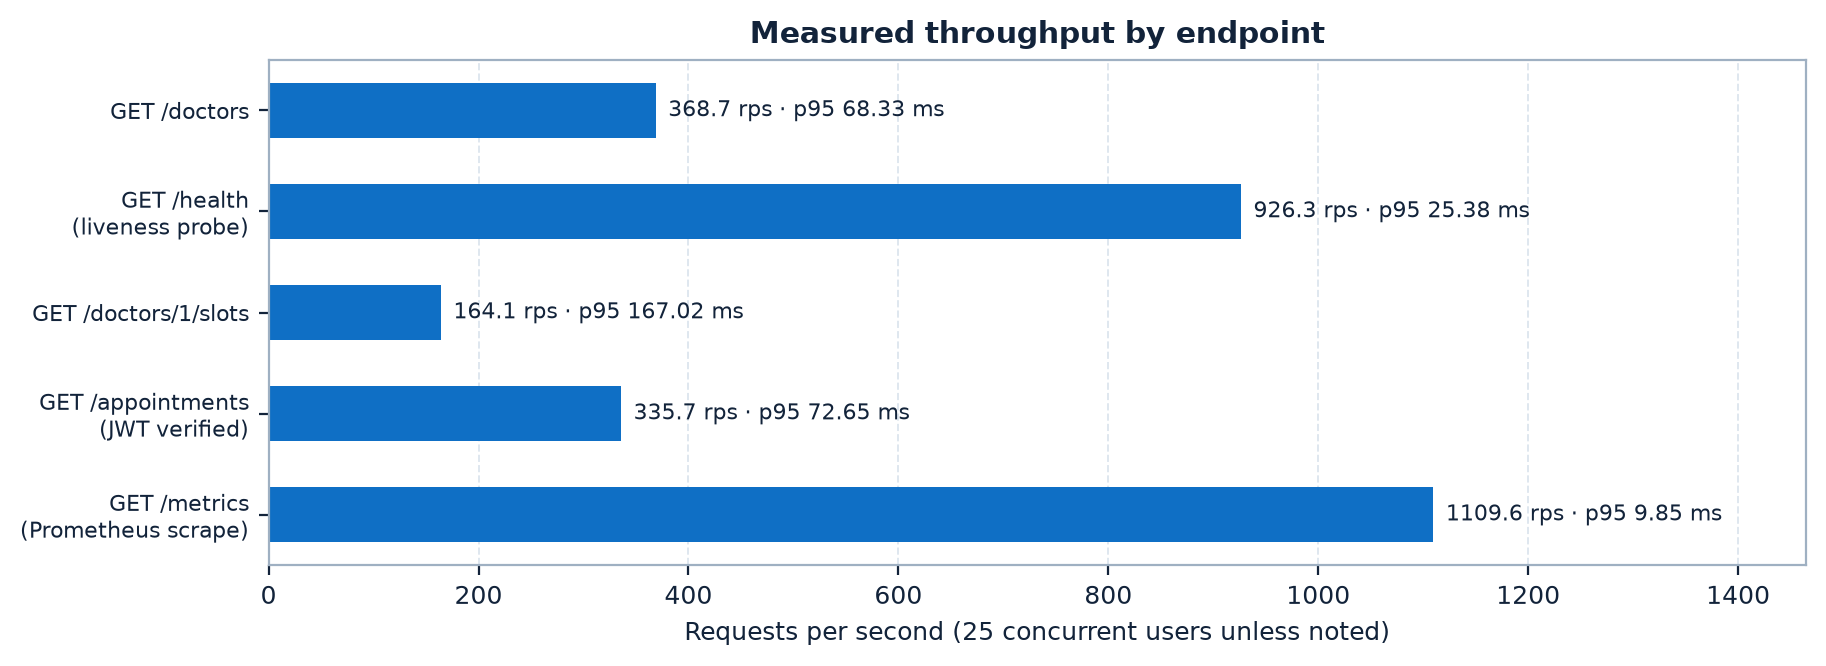 Measured throughput by endpoint
GET /doctors
368.7 rps · p95 68.33 ms
GET /health
(liveness probe)
926.3 rps · p95 25.38 ms
GET /doctors/1/slots
164.1 rps · p95 167.02 ms
GET /appointments
(JWT verified)
335.7 rps · p95 72.65 ms
GET /metrics
(Prometheus scrape)
1109.6 rps · p95 9.85 ms
0 200 400 600 800 1000 1200 1400
Requests per second (25 concurrent users unless noted)